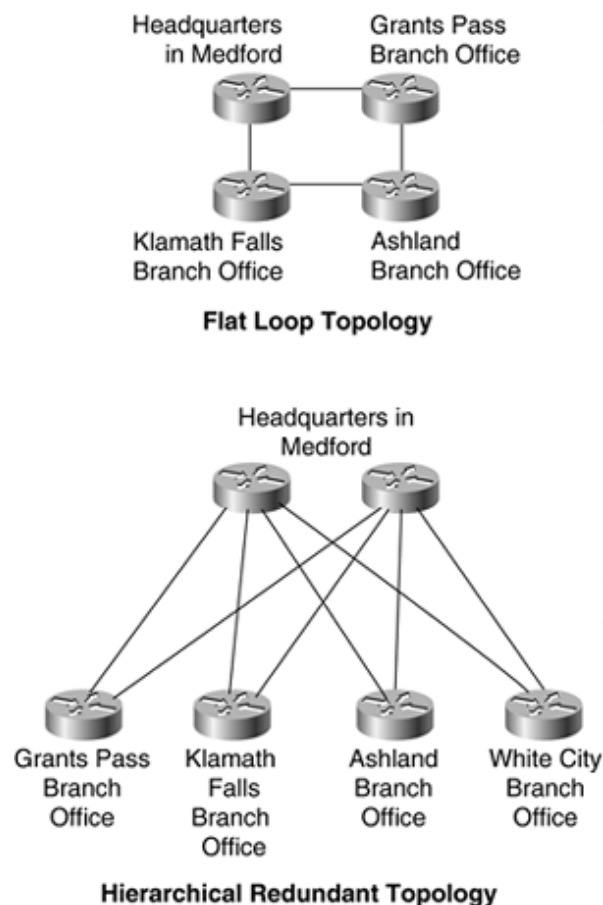 Headquarters
in Medford
Grants Pass
Branch Office
Klamath Falls
Branch Office
Ashland
Branch Office
Flat Loop Topology
Headquarters in
Medford
Grants Pass
Branch
Office
Klamath
Falls
Branch
Office
Ashland
Branch
Office
White City
Branch
Office
Hierarchical Redundant Topology